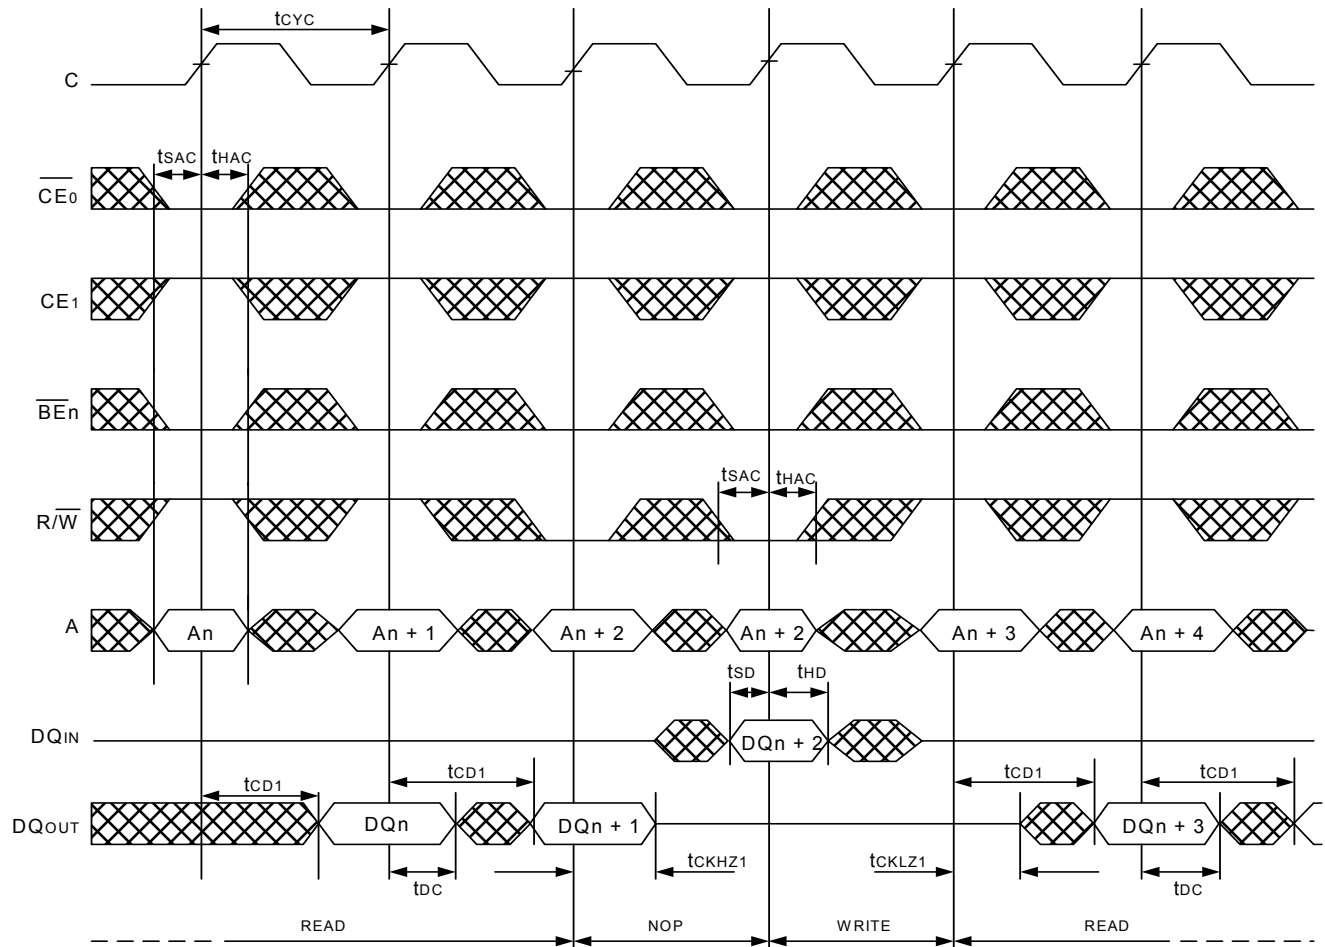 tCYC
C
tSAC tHAC
CE0
CE1
BEn
tSAC tHAC
R/W
A An An + 1 An + 2 An + 2 An + 3 An + 4
tSD tHD
DQIN DQn + 2
tCD1 tCD1 tCD1 tCD1
DQOUT DQn DQn + 1 DQn + 3
tDC tCKHZ1 tCKLZ1 tDC
READ NOP WRITE READ